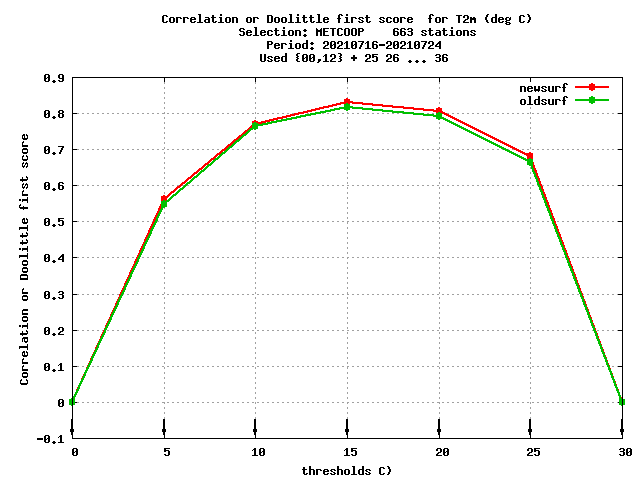 Correlation or Doolittle first score  for T2m (deg C)
Selection: METCOOP    663 stations
Period: 20210716-20210724
Used {00,12} + 25 26 ... 36
newsurf
oldsurf
0.9
0.8
0.7
0.6
0.5
0.4
0.3
0.2
0.1
0
-0.1
Correlation or Doolittle first score
0 5 10 15 20 25 30
thresholds C)